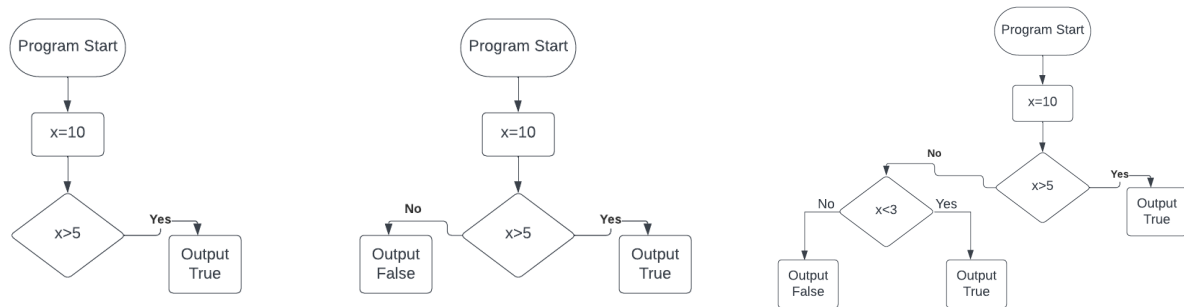 Program Start
x=10
x>5
Yes
Output
True
Program Start
x=10
No
x>5
Yes
Output
False
Output
True
Program Start
x=10
No
x>5
Yes
Output
True
No
x<3
Yes
Output
False
Output
True